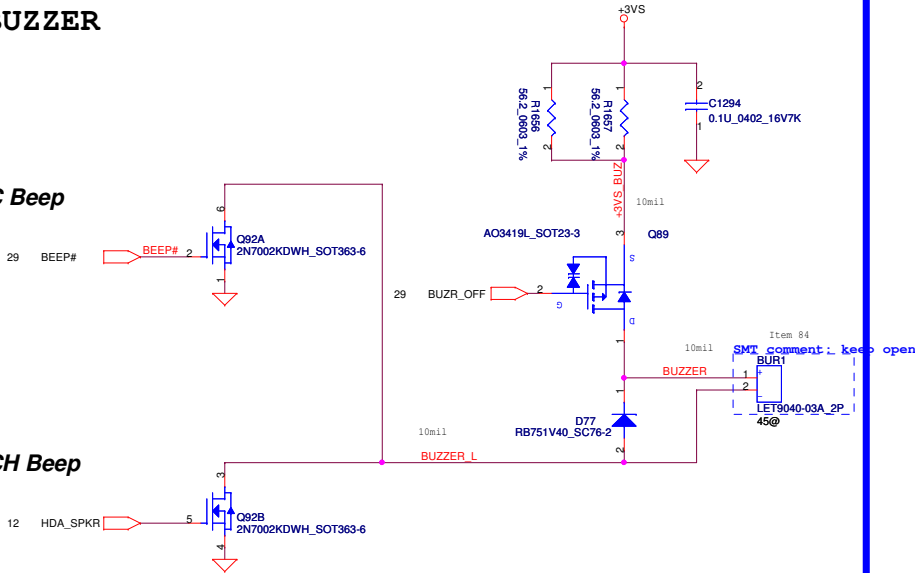 BUZZER
+3VS
1
1
2
56.2_0603_1%
R1656
56.2_0603_1%
R1657
C1294
0.1U_0402_16V7K
2
2
1
+3VS_BUZ
10mil
C Beep
6
AO3419L_SOT23-3
3
Q89
S
29
BEEP#
BEEP#
2
Q92A
2N7002KDWH_SOT363-6
1
29
BUZR_OFF
2
G
D
1
Item 84
10mil
SMT comment: keep open
BUR1
BUZZER
1
+
2
-
LET9040-03A_2P
45@
1
D77
RB751V40_SC76-2
2
10mil
BUZZER_L
CH Beep
3
12
HDA_SPKR
5
Q92B
2N7002KDWH_SOT363-6
4